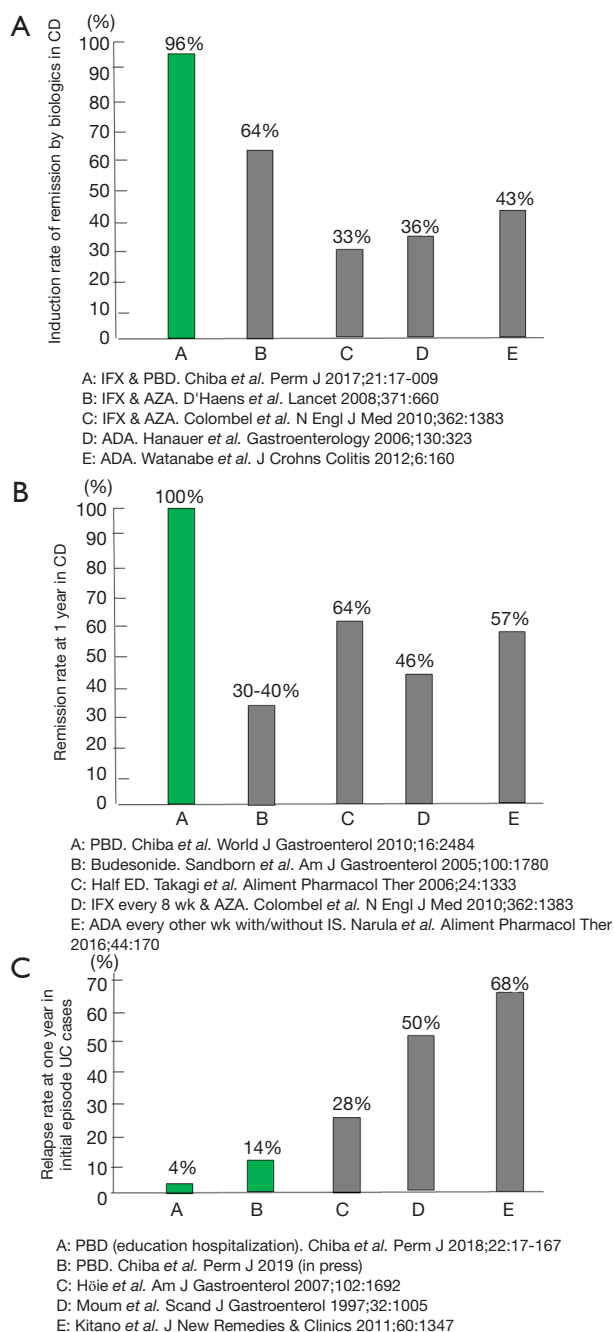 A
(%)
Induction rate of remission by biologics in CD
100
90
80
70
60
50
40
30
20
10
0
96%
64%
33%
36%
43%
A B C D E
A: IFX & PBD. Chiba et al. Perm J 2017;21:17-009
B: IFX & AZA. D'Haens et al. Lancet 2008;371:660
C: IFX & AZA. Colombel et al. N Engl J Med 2010;362:1383
D: ADA. Hanauer et al. Gastroenterology 2006;130:323
E: ADA. Watanabe et al. J Crohns Colitis 2012;6:160
B
(%)
Remission rate at 1 year in CD
100
90
80
70
60
50
40
30
20
10
0
100%
30-40%
64%
46%
57%
A B C D E
A: PBD. Chiba et al. World J Gastroenterol 2010;16:2484
B: Budesonide. Sandborn et al. Am J Gastroenterol 2005;100:1780
C: Half ED. Takagi et al. Aliment Pharmacol Ther 2006;24:1333
D: IFX every 8 wk & AZA. Colombel et al. N Engl J Med 2010;362:1383
E: ADA every other wk with/without IS. Narula et al. Aliment Pharmacol Ther
2016;44:170
C
(%)
Relapse rate at one year in
initial episode UC cases
70
60
50
40
30
20
10
0
4%
14%
28%
50%
68%
A B C D E
A: PBD (education hospitalization). Chiba et al. Perm J 2018;22:17-167
B: PBD. Chiba et al. Perm J 2019 (in press)
C: Höie et al. Am J Gastroenterol 2007;102:1692
D: Moum et al. Scand J Gastroenterol 1997;32:1005
E: Kitano et al. J New Remedies & Clinics 2011;60:1347